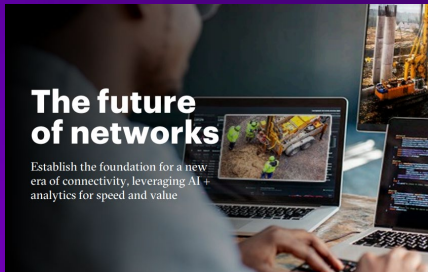 The future
of networks
Establish the foundation for a new
era of connectivity, leveraging AI +
analytics for speed and value